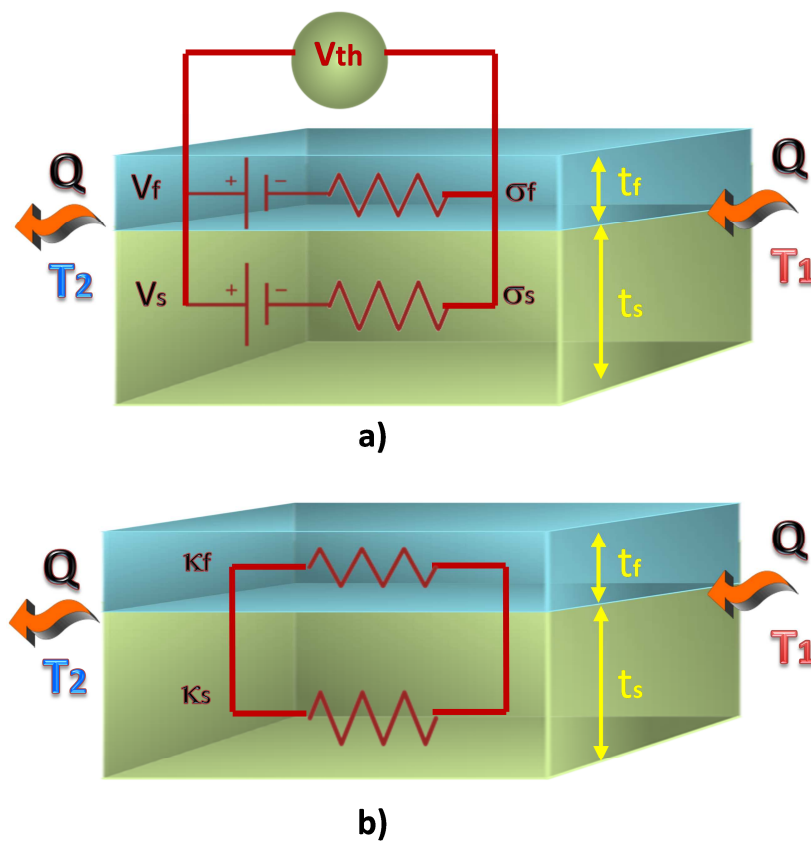 Vth
Q
Q
Vf
+
−
σf
tf
T2
T1
Vs
+
−
σs
ts
a)
κf
tf
Q
Q
T2
T1
κs
ts
b)